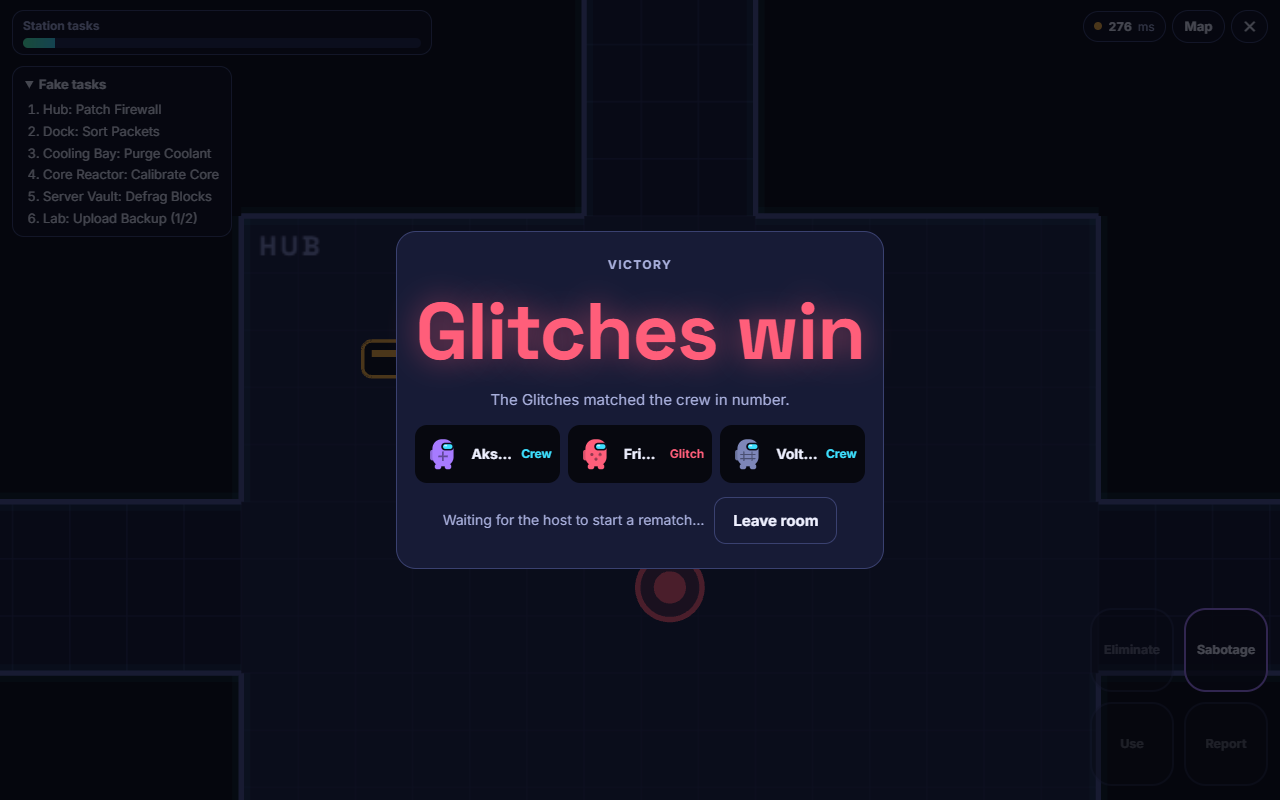 Station tasks
276 ms
Map
Fake tasks
1. Hub: Patch Firewall
2. Dock: Sort Packets
3. Cooling Bay: Purge Coolant
4. Core Reactor: Calibrate Core
5. Server Vault: Defrag Blocks
6. Lab: Upload Backup (1/2)
HUB
VICTORY
Glitches win
The Glitches matched the crew in number.
Aks... Crew
Fri... Glitch
Volt... Crew
Waiting for the host to start a rematch...
Leave room
Eliminate
Sabotage
Use
Report